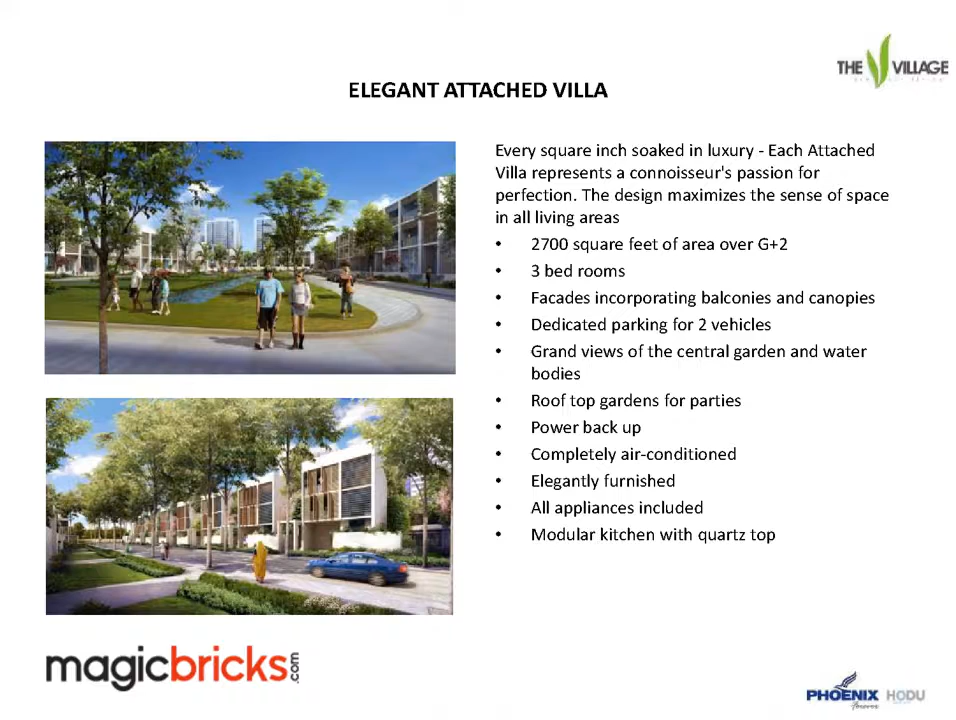 THE VILLAGE
ELEGANT ATTACHED VILLA
Every square inch soaked in luxury - Each Attached
Villa represents a connoisseur's passion for
perfection. The design maximizes the sense of space
in all living areas
• 2700 square feet of area over G+2
• 3 bed rooms
• Facades incorporating balconies and canopies
• Dedicated parking for 2 vehicles
• Grand views of the central garden and water
bodies
• Roof top gardens for parties
• Power back up
• Completely air-conditioned
• Elegantly furnished
• All appliances included
• Modular kitchen with quartz top
magicbricks.com
PHOENIX HODU
forever